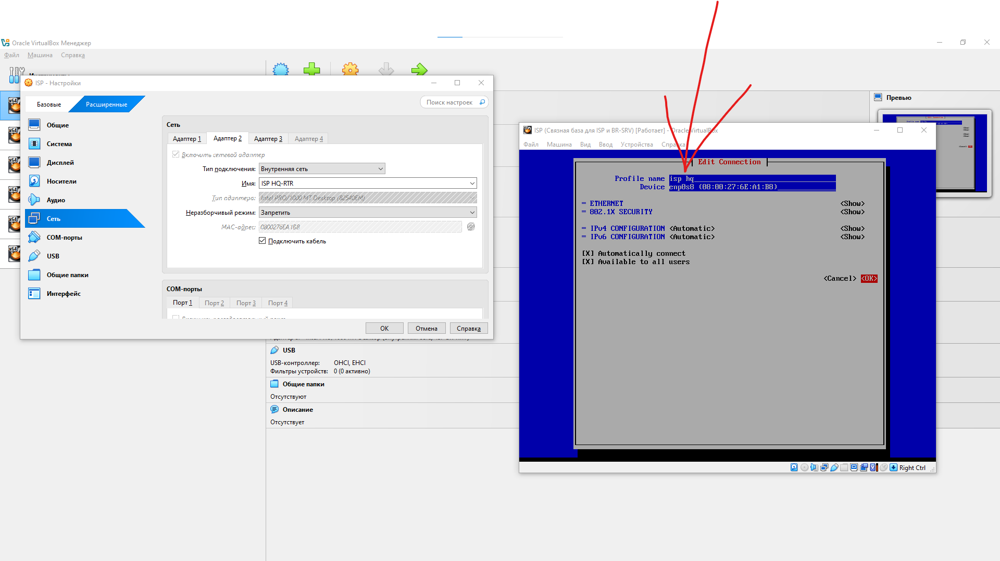 Oracle VirtualBox Менеджер
Файл Машина Справка
ISP - Настройки
Базовые Расширенные
Поиск настроек
Общие
Система
Дисплей
Носители
Аудио
Сеть
COM-порты
USB
Общие папки
Интерфейс
Сеть
Адаптер 1 Адаптер 2 Адаптер 3 Адаптер 4
Включить сетевой адаптер
Тип подключения: Внутренняя сеть
Имя: ISP HQ-RTR
Тип адаптера: Intel PRO/1000 MT Desktop (82540EM)
Неразборчивый режим: Запретить
MAC-адрес: 0800276EA1B8
Подключить кабель
COM-порты
Порт 1 Порт 2 Порт 3 Порт 4
OK Отмена Справка
USB
USB-контроллер: OHCI, EHCI
Фильтры устройств: 0 (0 активно)
Общие папки
Отсутствуют
Описание
Отсутствует
Превью
ISP (Связная база для ISP и BR-SRV) [Работает] - Oracle VirtualBox
Файл Машина Вид Ввод Устройства Справка
Edit Connection
Profile name isp hq
Device enp0s8 (08:00:27:6E:A1:B8)
= ETHERNET <Show>
= 802.1X SECURITY <Show>
= IPv4 CONFIGURATION <Automatic> <Show>
= IPv6 CONFIGURATION <Automatic> <Show>
[X] Automatically connect
[X] Available to all users
<Cancel> <OK>
Right Ctrl